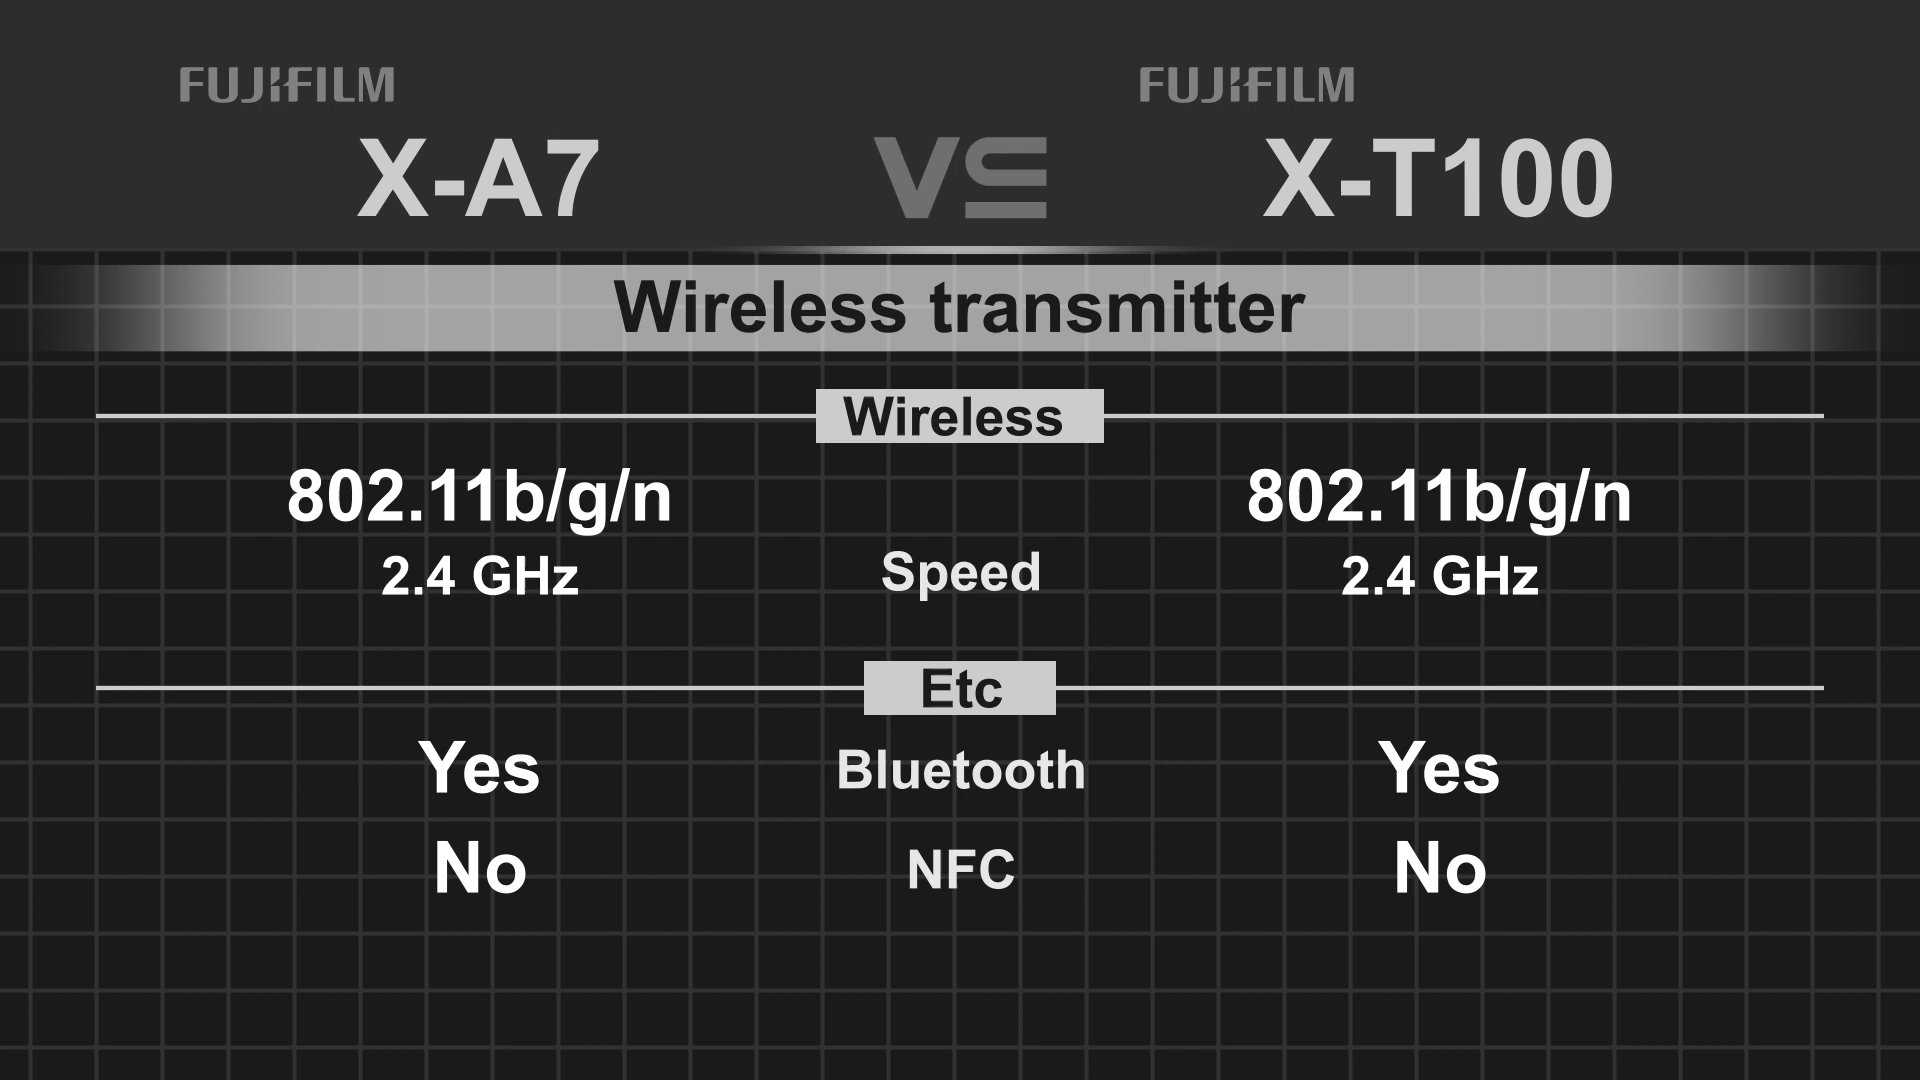 FUJIFILM
FUJIFILM
X-A7
VS
X-T100
Wireless transmitter
Wireless
802.11b/g/n
802.11b/g/n
2.4 GHz
Speed
2.4 GHz
Etc
Yes
Bluetooth
Yes
No
NFC
No